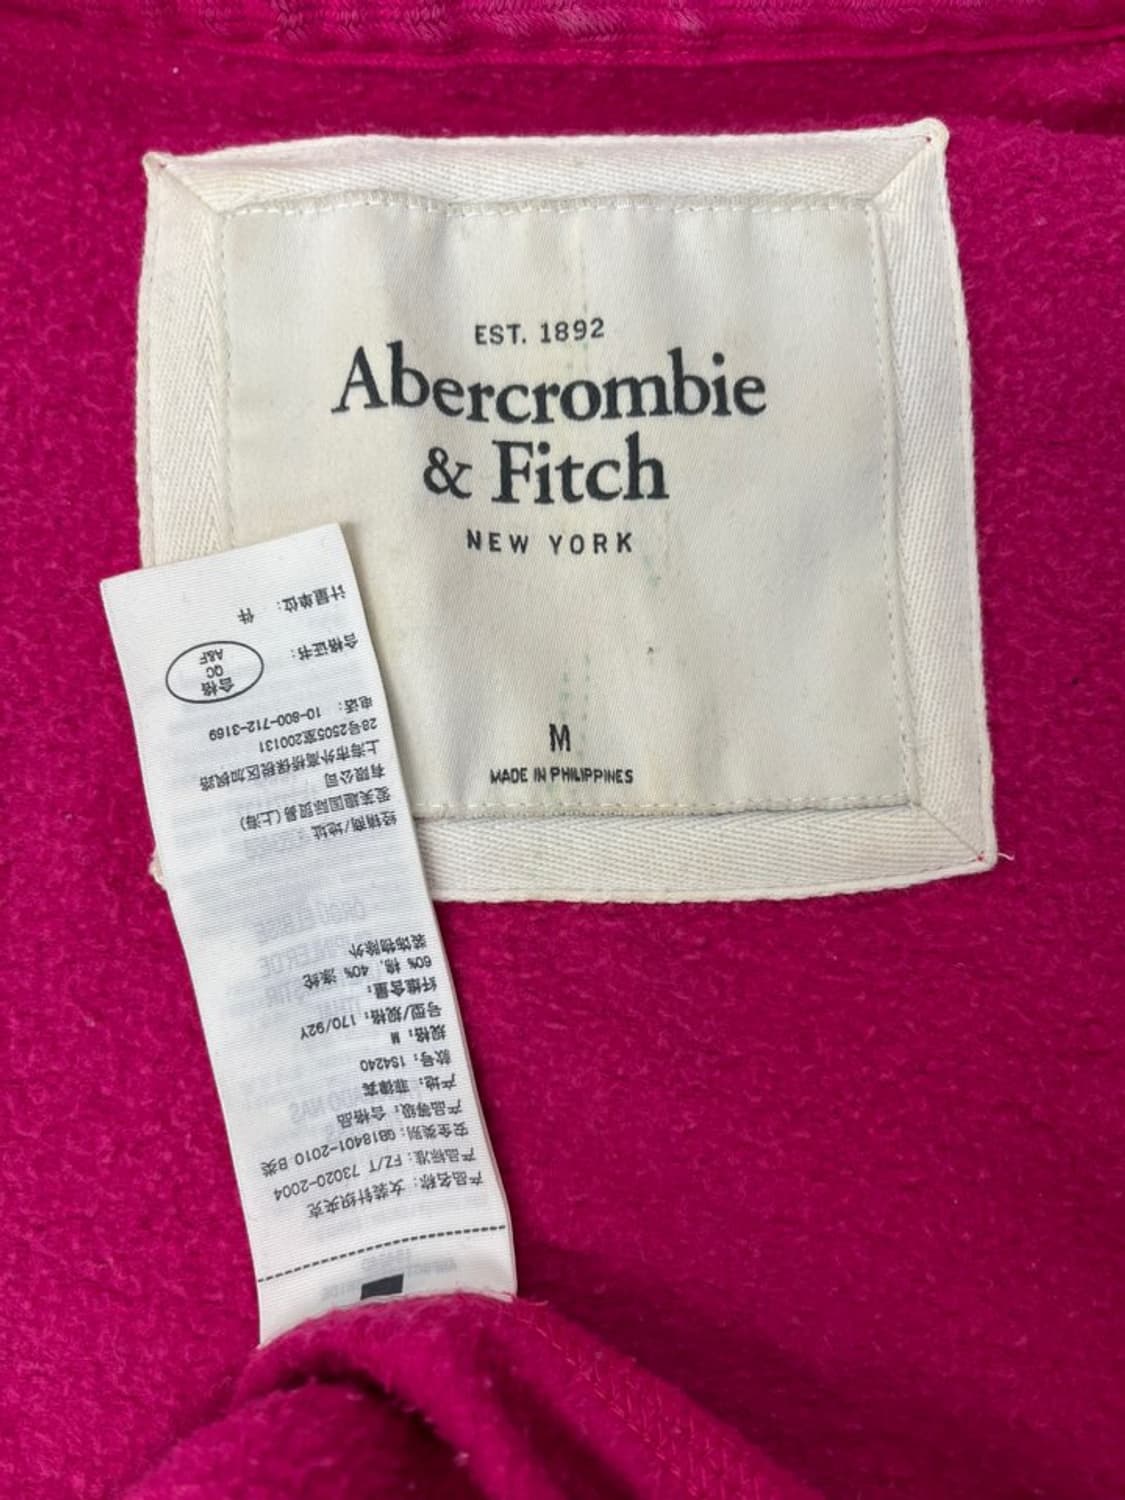 EST. 1892
Abercrombie
& Fitch
NEW YORK
M
MADE IN PHILIPPINES
产品名称: 女装针织夹克
产品标准: FZ/T 73020-2004
安全类别: GB18401-2010 B类
产品等级: 合格品
产地: 菲律宾
款号: 1S4240
规格: M
号型/规格: 170/92Y
纤维含量:
60% 棉, 40% 涤纶
装饰物除外
经销商/地址
爱芙趣国际贸易(上海)
有限公司
上海市外高桥保税区加枫路
28号2505室200131
电话: 10-800-712-3169
合格证书:
合格
QC
A&F
计量单位: 件